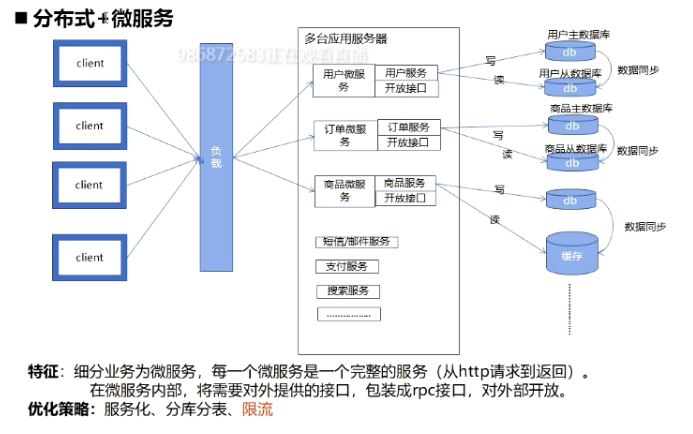 ■ 分布式+微服务
986872583正在观看直播
多台应用服务器
client
client
client
client
负载
用户微服务
用户服务
开放接口
订单微服务
订单服务
开放接口
商品微服务
商品服务
开放接口
短信/邮件服务
支付服务
搜索服务
................
写
读
写
读
写
读
用户主数据库
db
用户从数据库
db
数据同步
商品主数据库
db
商品从数据库
db
数据同步
db
数据同步
缓存
特征：细分业务为微服务，每一个微服务是一个完整的服务（从http请求到返回）。
在微服务内部，将需要对外提供的接口，包装成rpc接口，对外部开放。
优化策略：服务化、分库分表、限流